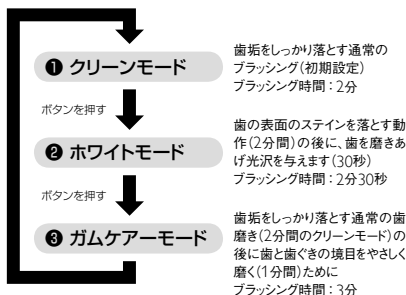 ❶ クリーンモード
歯垢をしっかり落とす通常の
ブラッシング(初期設定)
ブラッシング時間：2分
ボタンを押す
❷ ホワイトモード
歯の表面のステインを落とす動
作(2分間)の後に、歯を磨きあ
げ光沢を与えます(30秒)
ブラッシング時間：2分30秒
ボタンを押す
❸ ガムケアーモード
歯垢をしっかり落とす通常の歯
磨き(2分間のクリーンモード)の
後に歯と歯ぐきの境目をやさしく
磨く(1分間)ために
ブラッシング時間：3分